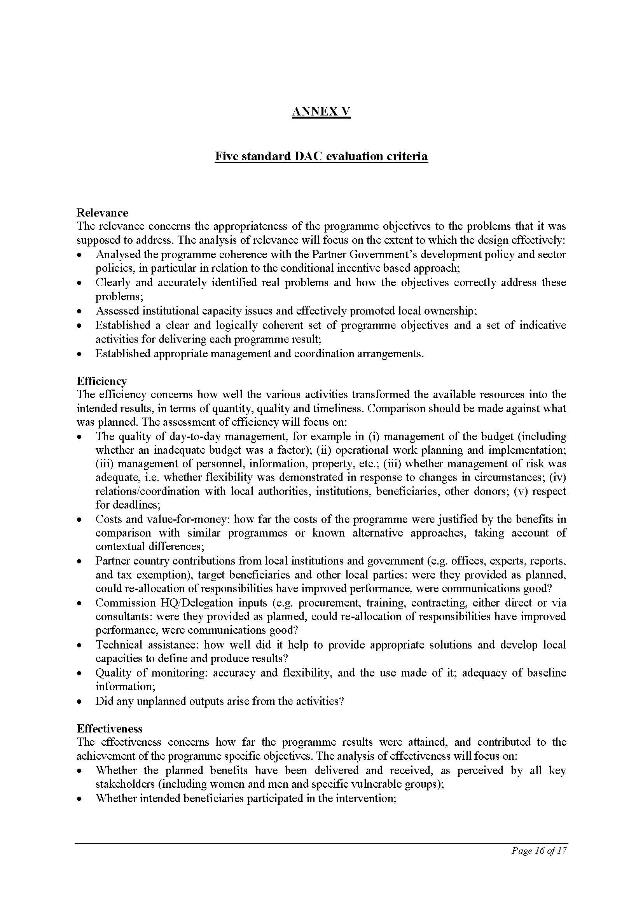 ANNEX V
Five standard DAC evaluation criteria
Relevance
The relevance concerns the appropriateness of the programme objectives to the problems that it was
supposed to address. The analysis of relevance will focus on the extent to which the design effectively:
• Analysed the programme coherence with the Partner Government's development policy and sector
policies, in particular in relation to the conditional incentive based approach;
• Clearly and accurately identified real problems and how the objectives correctly address these
problems;
• Assessed institutional capacity issues and effectively promoted local ownership;
• Established a clear and logically coherent set of programme objectives and a set of indicative
activities for delivering each programme result;
• Established appropriate management and coordination arrangements.
Efficiency
The efficiency concerns how well the various activities transformed the available resources into the
intended results, in terms of quantity, quality and timeliness. Comparison should be made against what
was planned. The assessment of efficiency will focus on:
• The quality of day-to-day management, for example in (i) management of the budget (including
whether an inadequate budget was a factor); (ii) operational work planning and implementation;
(iii) management of personnel, information, property, etc.; (iii) whether management of risk was
adequate, i.e. whether flexibility was demonstrated in response to changes in circumstances; (iv)
relations/coordination with local authorities, institutions, beneficiaries, other donors; (v) respect
for deadlines;
• Costs and value-for-money: how far the costs of the programme were justified by the benefits in
comparison with similar programmes or known alternative approaches, taking account of
contextual differences;
• Partner country contributions from local institutions and government (e.g. offices, experts, reports,
and tax exemption), target beneficiaries and other local parties: were they provided as planned,
could re-allocation of responsibilities have improved performance, were communications good?
• Commission HQ/Delegation inputs (e.g. procurement, training, contracting, either direct or via
consultants: were they provided as planned, could re-allocation of responsibilities have improved
performance, were communications good?
• Technical assistance: how well did it help to provide appropriate solutions and develop local
capacities to define and produce results?
• Quality of monitoring: accuracy and flexibility, and the use made of it; adequacy of baseline
information;
• Did any unplanned outputs arise from the activities?
Effectiveness
The effectiveness concerns how far the programme results were attained, and contributed to the
achievement of the programme specific objectives. The analysis of effectiveness will focus on:
• Whether the planned benefits have been delivered and received, as perceived by all key
stakeholders (including women and men and specific vulnerable groups);
• Whether intended beneficiaries participated in the intervention;
Page 16 of 17